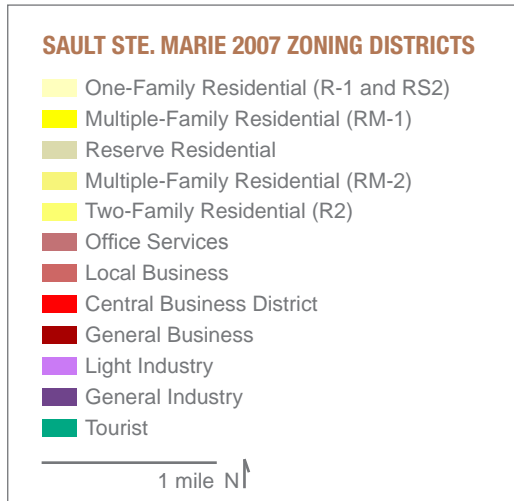 SAULT STE. MARIE 2007 ZONING DISTRICTS
One-Family Residential (R-1 and RS2)
Multiple-Family Residential (RM-1)
Reserve Residential
Multiple-Family Residential (RM-2)
Two-Family Residential (R2)
Office Services
Local Business
Central Business District
General Business
Light Industry
General Industry
Tourist
1 mile N